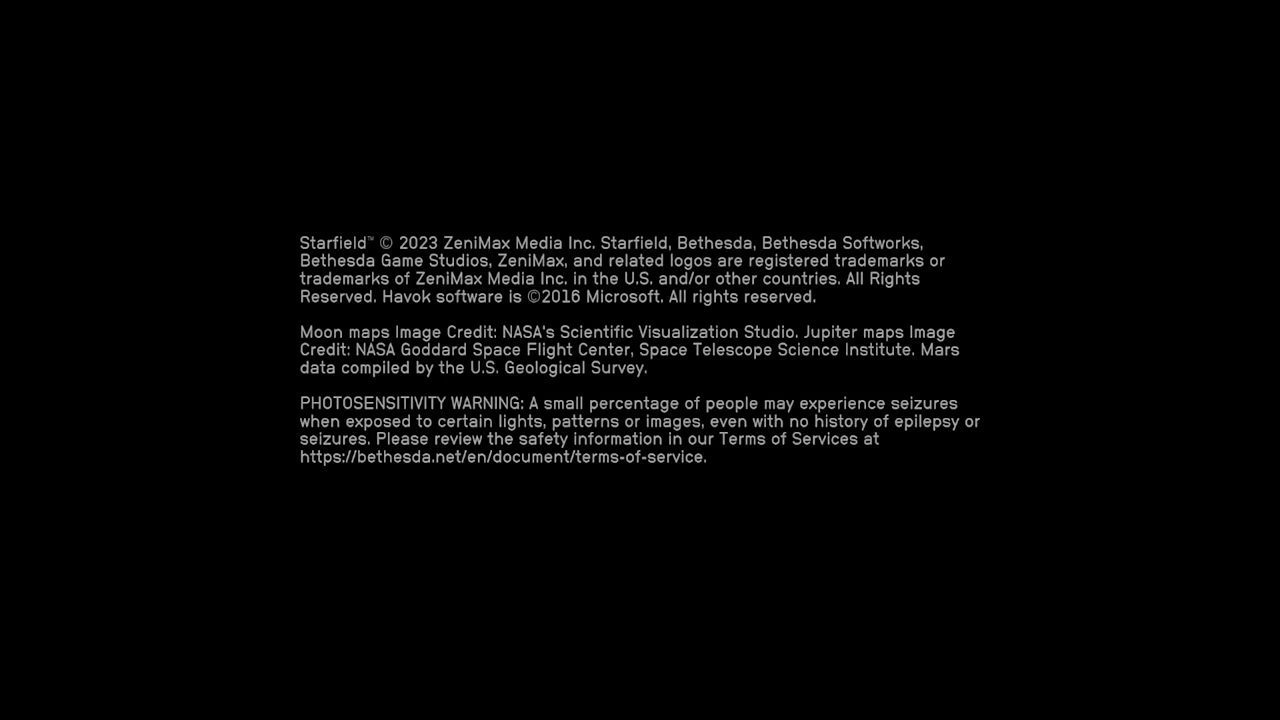 Starfield™ © 2023 ZeniMax Media Inc. Starfield, Bethesda, Bethesda Softworks,
Bethesda Game Studios, ZeniMax, and related logos are registered trademarks or
trademarks of ZeniMax Media Inc. in the U.S. and/or other countries. All Rights
Reserved. Havok software is ©2016 Microsoft. All rights reserved.
Moon maps Image Credit: NASA's Scientific Visualization Studio. Jupiter maps Image
Credit: NASA Goddard Space Flight Center, Space Telescope Science Institute. Mars
data compiled by the U.S. Geological Survey.
PHOTOSENSITIVITY WARNING: A small percentage of people may experience seizures
when exposed to certain lights, patterns or images, even with no history of epilepsy or
seizures. Please review the safety information in our Terms of Services at
https://bethesda.net/en/document/terms-of-service.